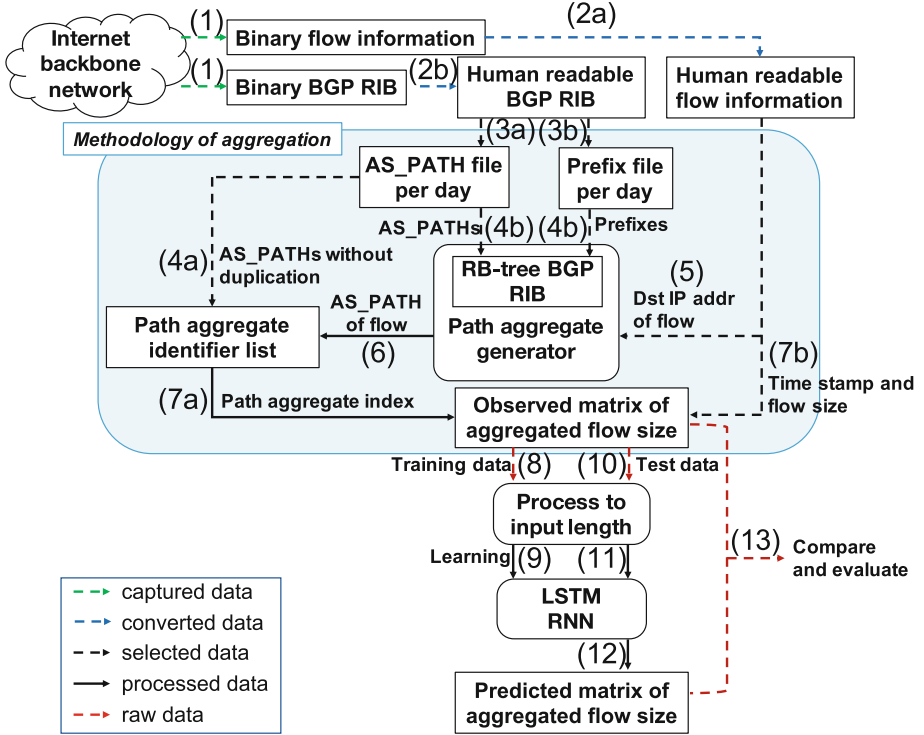 (1)
(2a)
Internet
backbone
network
Binary flow information
(1)
Binary BGP RIB
(2b)
Human readable
BGP RIB
Human readable
flow information
(3a)
(3b)
Methodology of aggregation
AS_PATH file
per day
Prefix file
per day
AS_PATHs
(4b)
(4b)
Prefixes
(4a)
AS_PATHs without
duplication
RB-tree BGP
RIB
(5)
Dst IP addr
of flow
AS_PATH
of flow
Path aggregate
identifier list
(6)
Path aggregate
generator
(7b)
Time stamp and
flow size
(7a)
Path aggregate index
Observed matrix of
aggregated flow size
Training data
(8)
(10)
Test data
Process to
input length
Learning
(9)
(11)
(13)
Compare
and evaluate
LSTM
RNN
(12)
Predicted matrix of
aggregated flow size
captured data
converted data
selected data
processed data
raw data